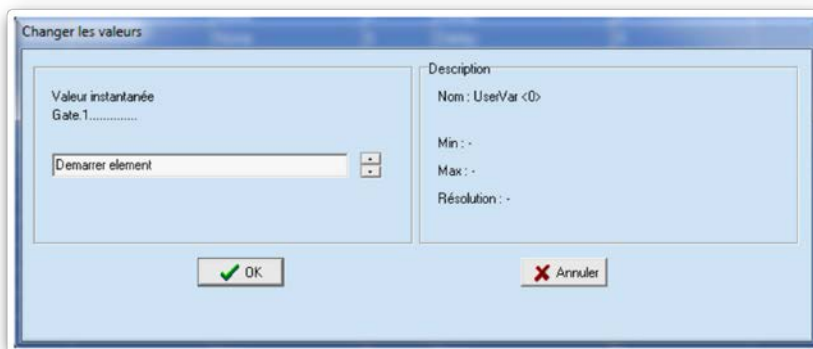 Changer les valeurs
Valeur instantanée
Gate.1..............
Demarrer element
Description
Nom : UserVar <0>
Min : -
Max : -
Résolution : -
OK
Annuler